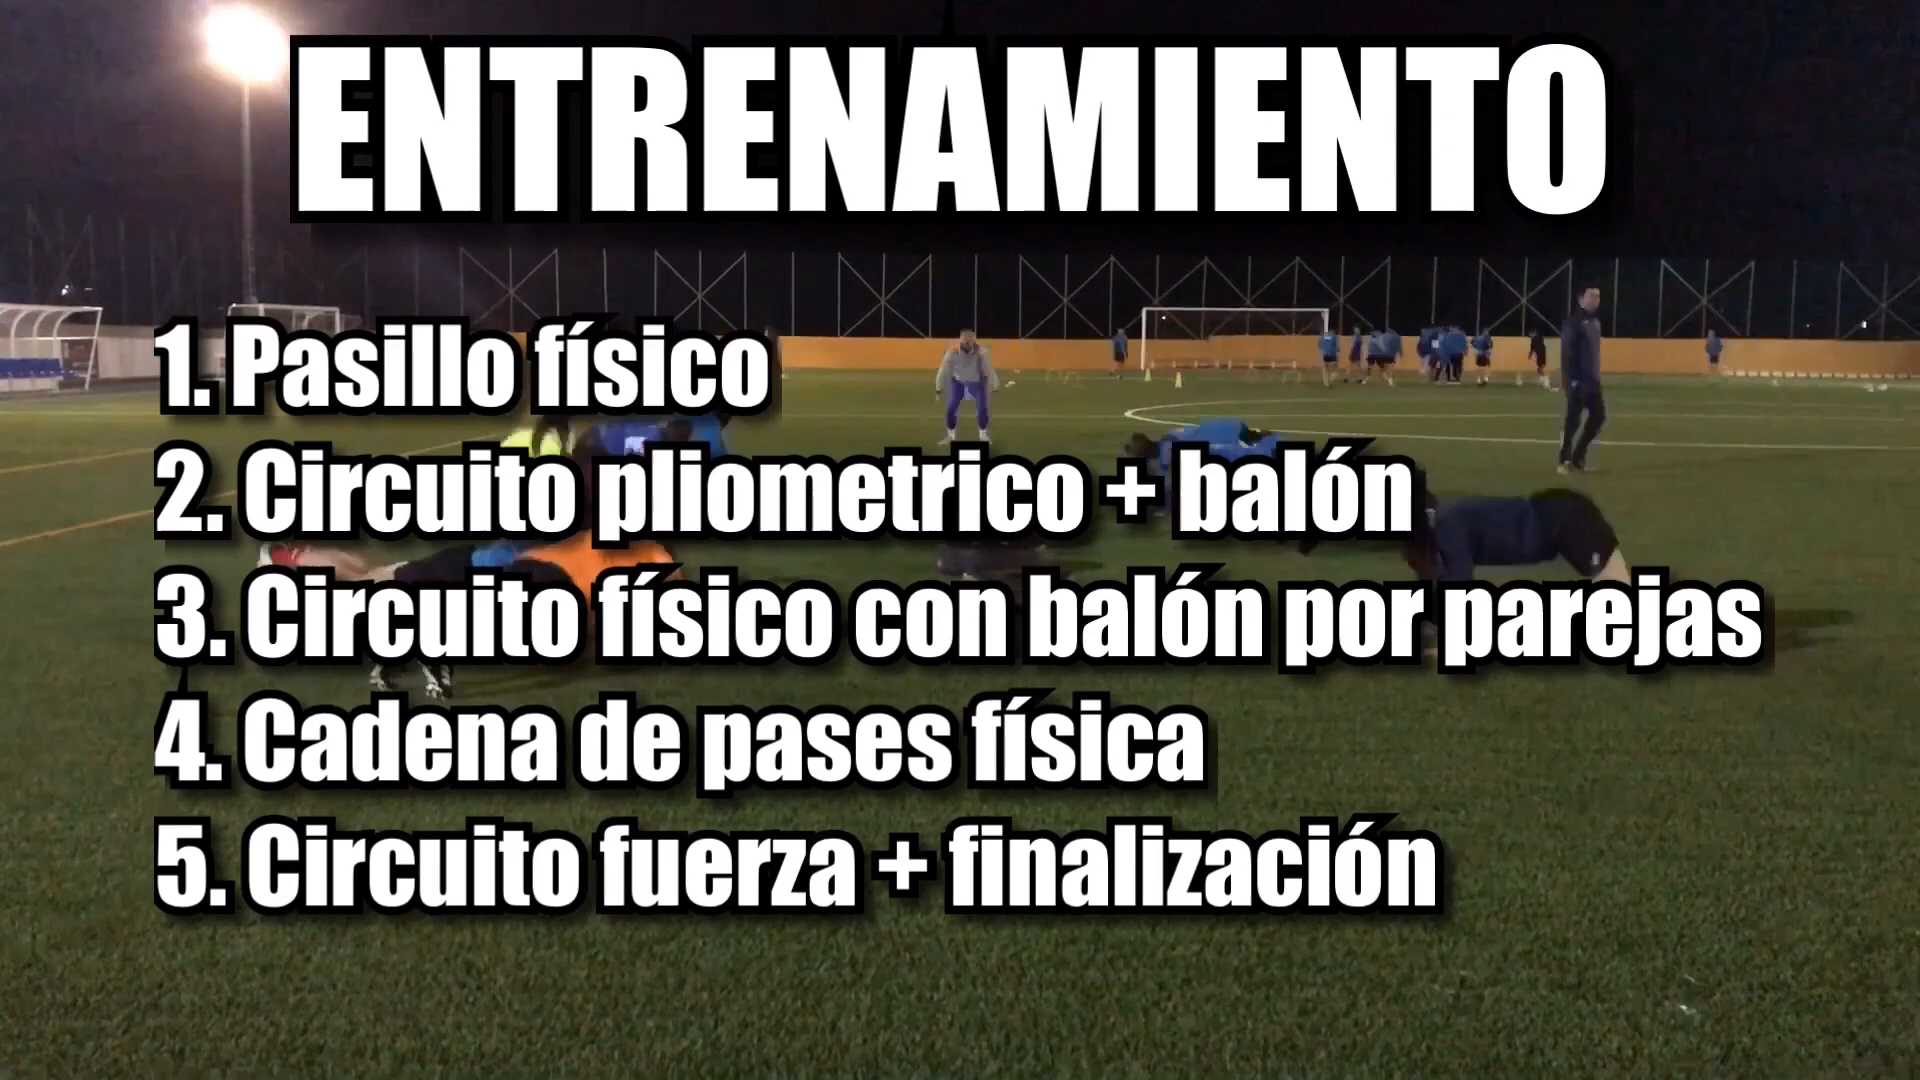 ENTRENAMIENTO
1. Pasillo físico
2. Circuito pliometrico + balón
3. Circuito físico con balón por parejas
4. Cadena de pases física
5. Circuito fuerza + finalización